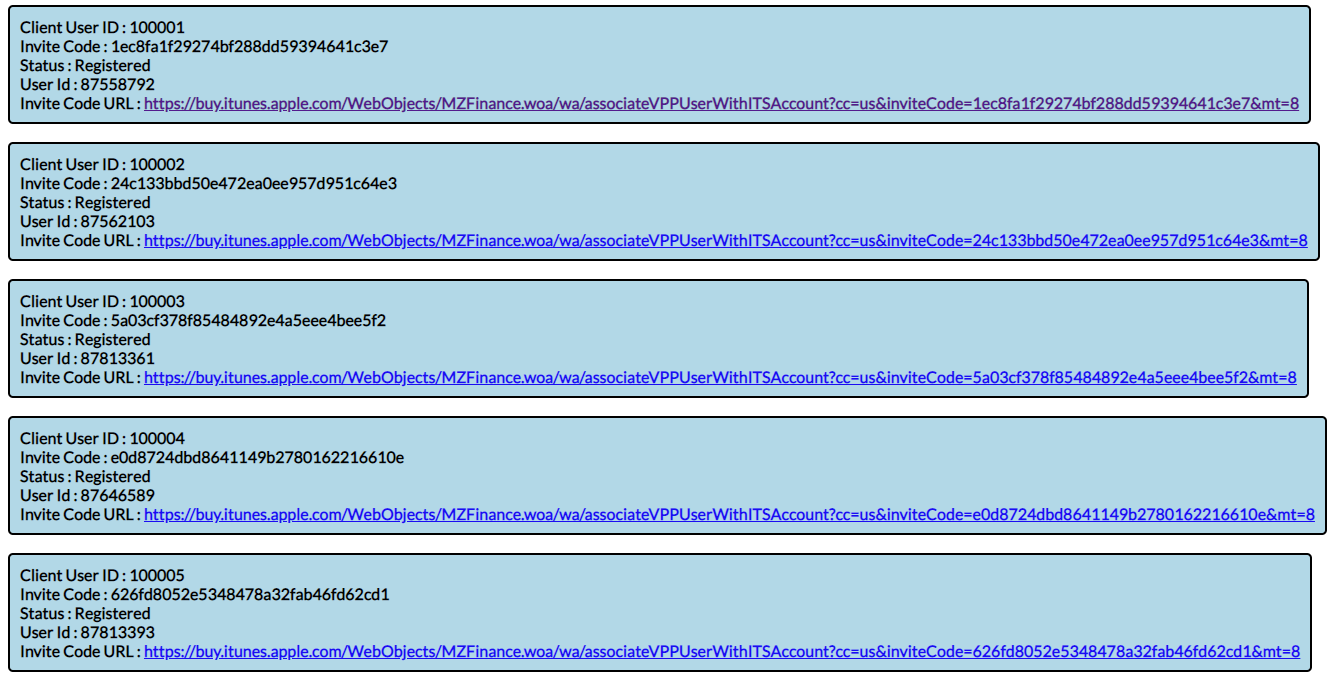 Client User ID : 100001
Invite Code : 1ec8fa1f29274bf288dd59394641c3e7
Status : Registered
User Id : 87558792
Invite Code URL : https://buy.itunes.apple.com/WebObjects/MZFinance.woa/wa/associateVPPUserWithITSAccount?cc=us&inviteCode=1ec8fa1f29274bf288dd59394641c3e7&mt=8
Client User ID : 100002
Invite Code : 24c133bbd50e472ea0ee957d951c64e3
Status : Registered
User Id : 87562103
Invite Code URL : https://buy.itunes.apple.com/WebObjects/MZFinance.woa/wa/associateVPPUserWithITSAccount?cc=us&inviteCode=24c133bbd50e472ea0ee957d951c64e3&mt=8
Client User ID : 100003
Invite Code : 5a03cf378f85484892e4a5eee4bee5f2
Status : Registered
User Id : 87813361
Invite Code URL : https://buy.itunes.apple.com/WebObjects/MZFinance.woa/wa/associateVPPUserWithITSAccount?cc=us&inviteCode=5a03cf378f85484892e4a5eee4bee5f2&mt=8
Client User ID : 100004
Invite Code : e0d8724dbd8641149b2780162216610e
Status : Registered
User Id : 87646589
Invite Code URL : https://buy.itunes.apple.com/WebObjects/MZFinance.woa/wa/associateVPPUserWithITSAccount?cc=us&inviteCode=e0d8724dbd8641149b2780162216610e&mt=8
Client User ID : 100005
Invite Code : 626fd8052e5348478a32fab46fd62cd1
Status : Registered
User Id : 87813393
Invite Code URL : https://buy.itunes.apple.com/WebObjects/MZFinance.woa/wa/associateVPPUserWithITSAccount?cc=us&inviteCode=626fd8052e5348478a32fab46fd62cd1&mt=8